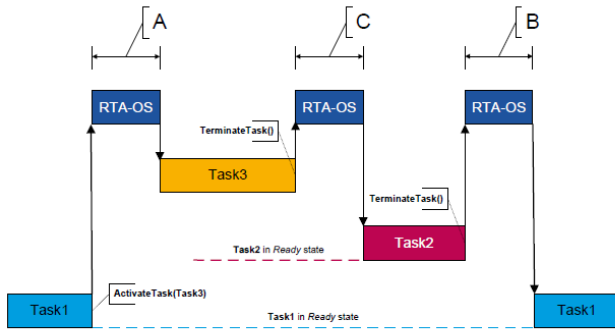 A
C
B
RTA-OS
RTA-OS
RTA-OS
TerminateTask()
Task3
TerminateTask()
Task2 in Ready state
Task2
Task1
ActivateTask(Task3)
Task1 in Ready state
Task1